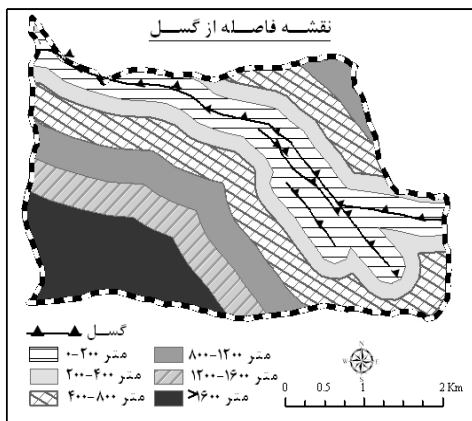 نقشه فاصله از گسل
گسل
۰-۲۰۰ متر
۸۰۰-۱۲۰۰ متر
۲۰۰-۴۰۰ متر
۱۲۰۰-۱۶۰۰ متر
۴۰۰-۸۰۰ متر
>۱۶۰۰ متر
N
W E
S
0 0.5 1 2 Km